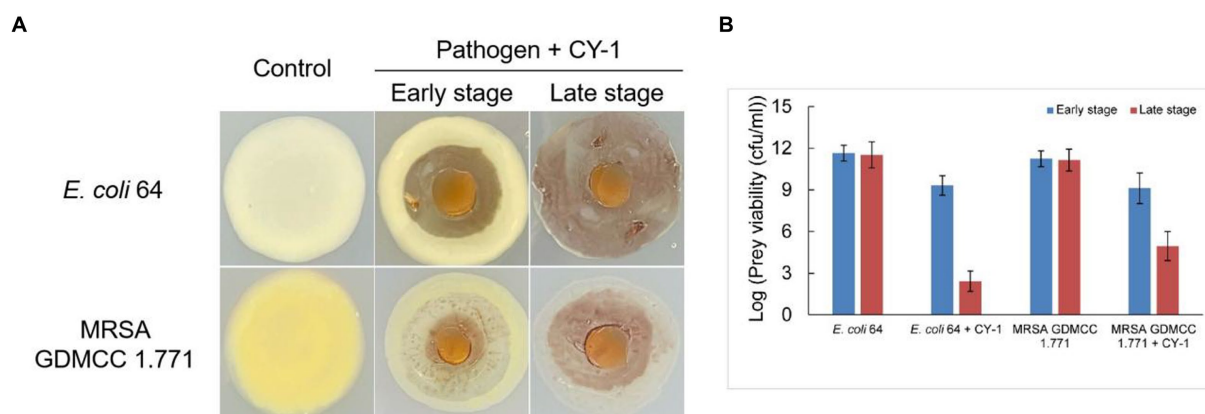 A
Control
Pathogen + CY-1
Early stage
Late stage
E. coli 64
MRSA
GDMCC 1.771
B
Log (Prey viability (cfu/ml))
15
12
9
6
3
0
Early stage
Late stage
E. coli 64
E. coli 64 + CY-1
MRSA GDMCC
1.771
MRSA GDMCC
1.771 + CY-1